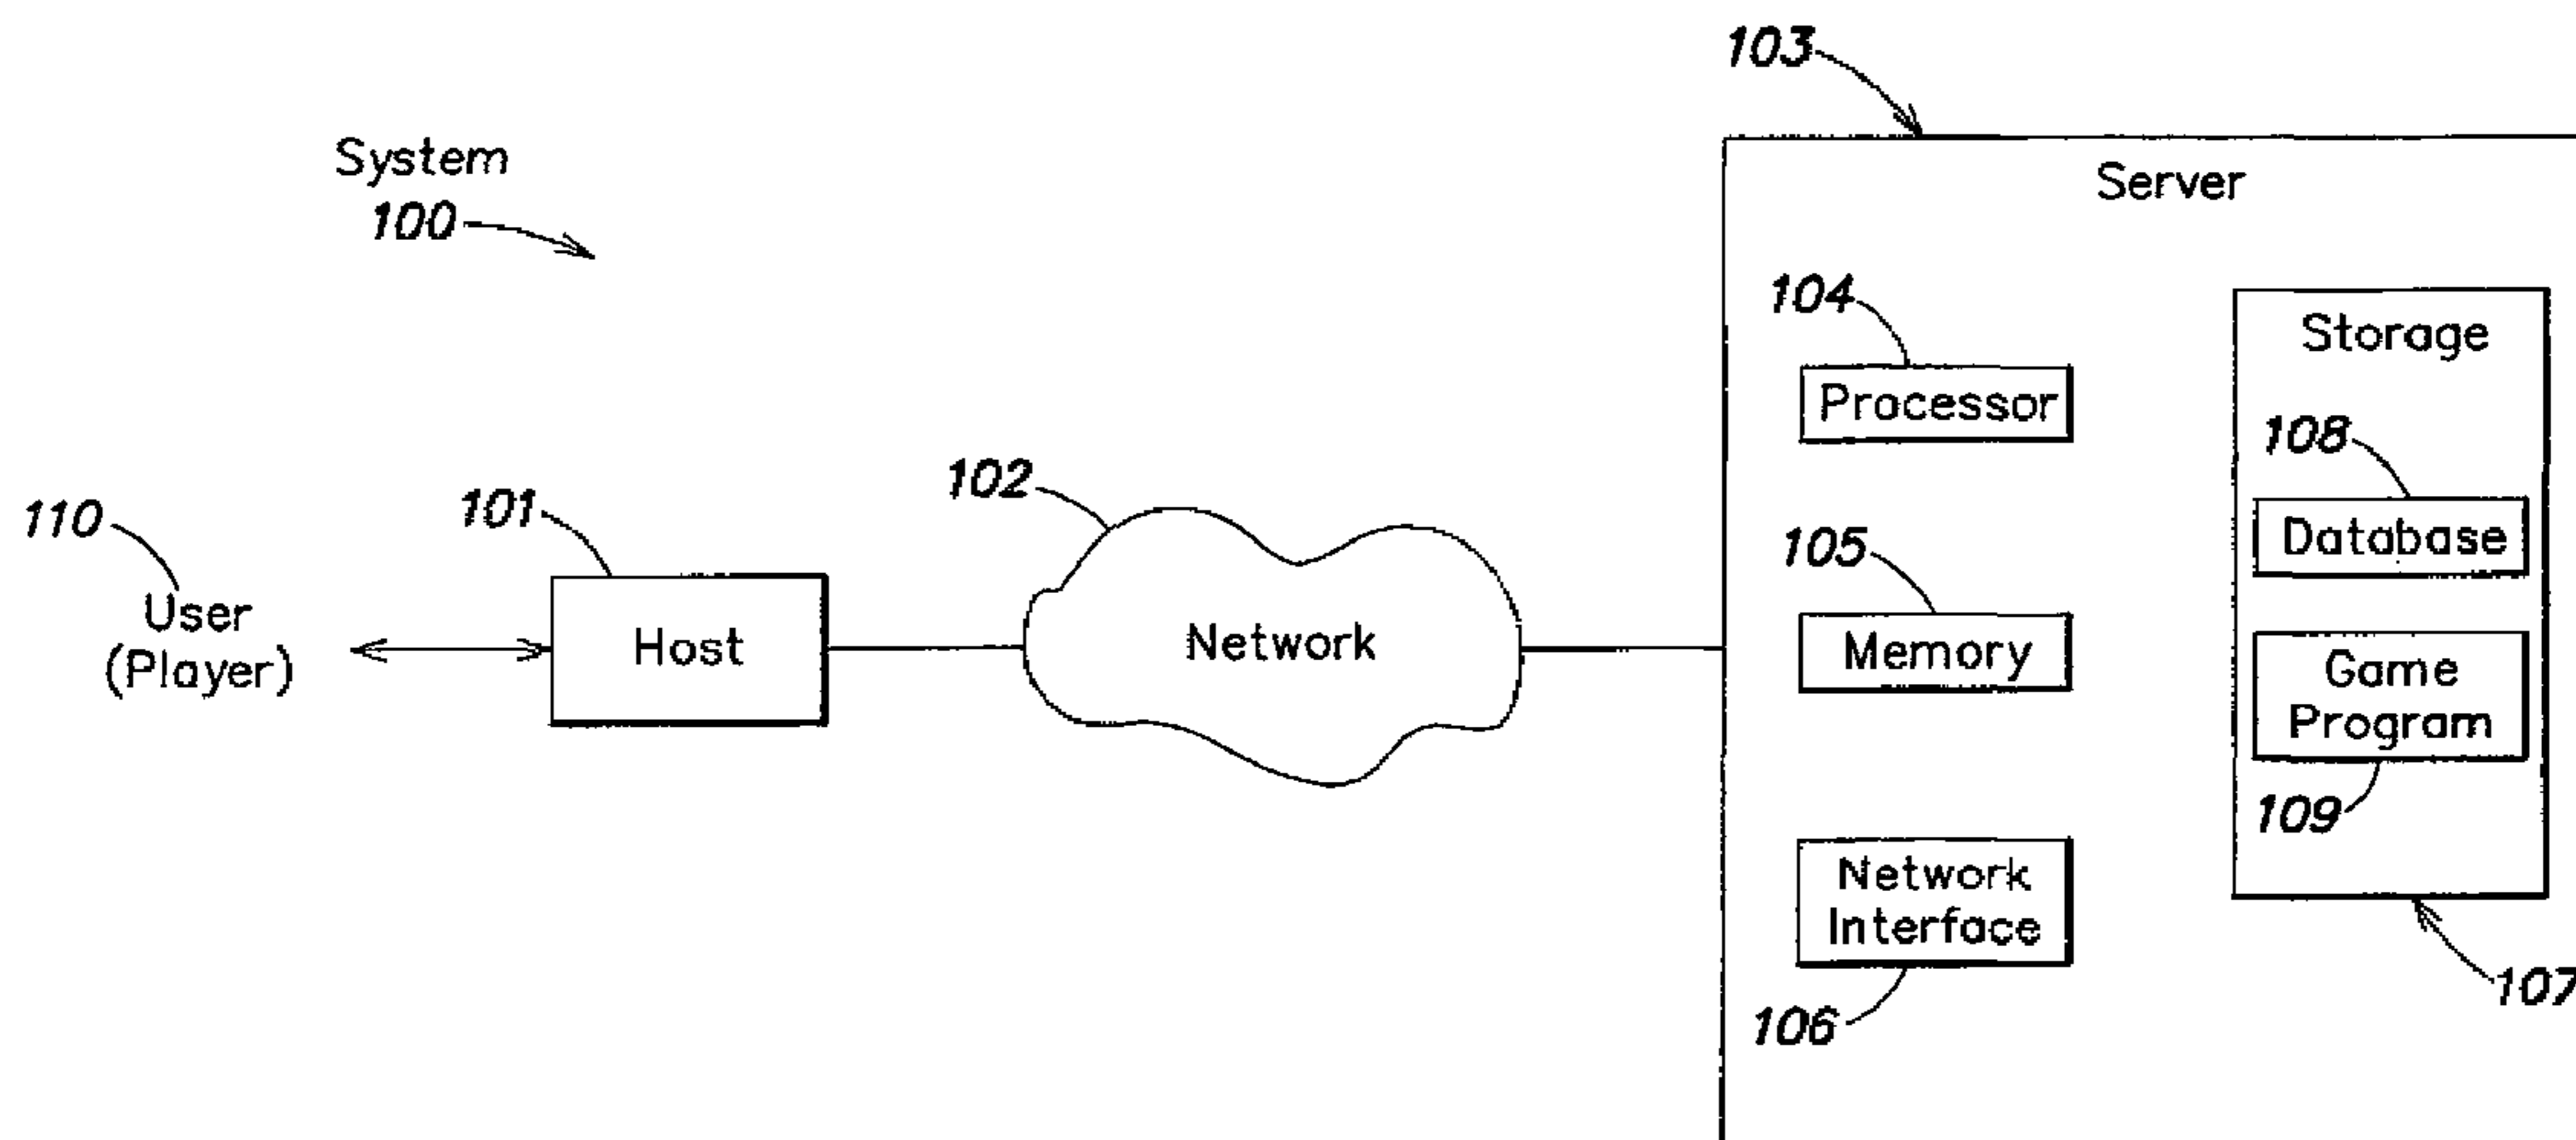 System
100
110
User
(Player)
101
Host
102
Network
103
Server
104
Processor
105
Memory
Network
Interface
106
Storage
108
Database
Game
Program
109
107